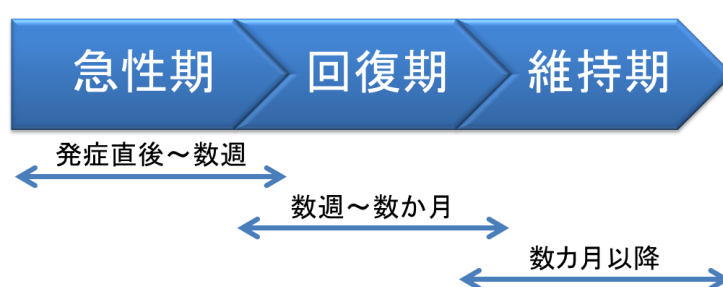 急性期 回復期 維持期
発症直後～数週
数週～数か月
数カ月以降